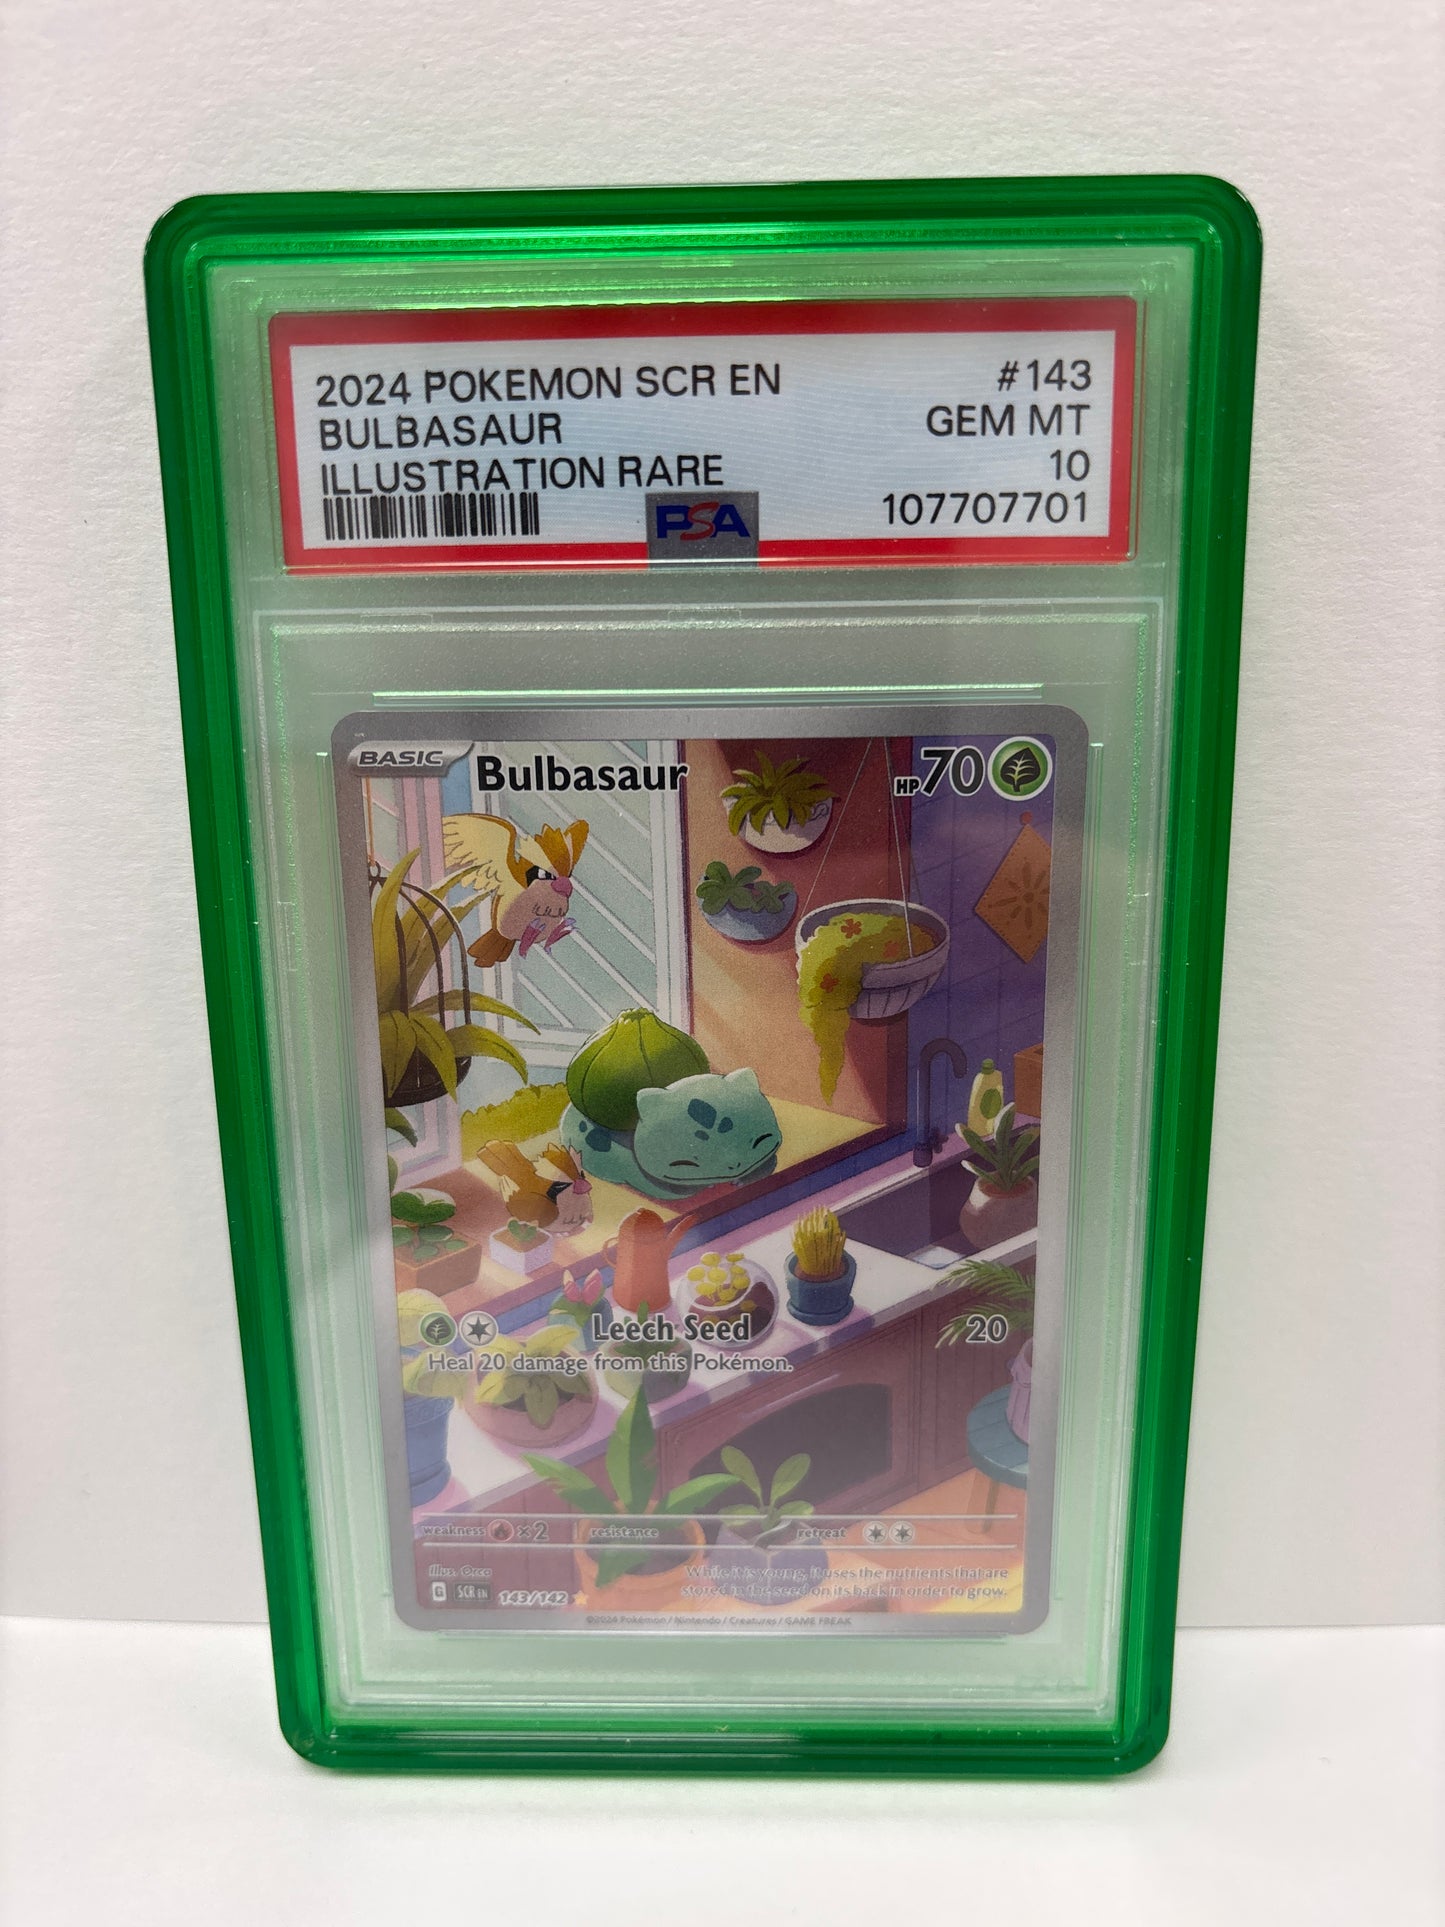 2024 POKEMON SCR EN #143
BULBASAUR GEM MT
ILLUSTRATION RARE 10
PSA 107707701
BASIC Bulbasaur HP 70
Leech Seed 20
Heal 20 damage from this Pokémon.
weakness ×2 resistance retreat
Illus. Orca
While it is young, it uses the nutrients that are
stored in the seed on its back in order to grow.
G SCR EN 143/142
©2024 Pokémon / Nintendo / Creatures / GAME FREAK